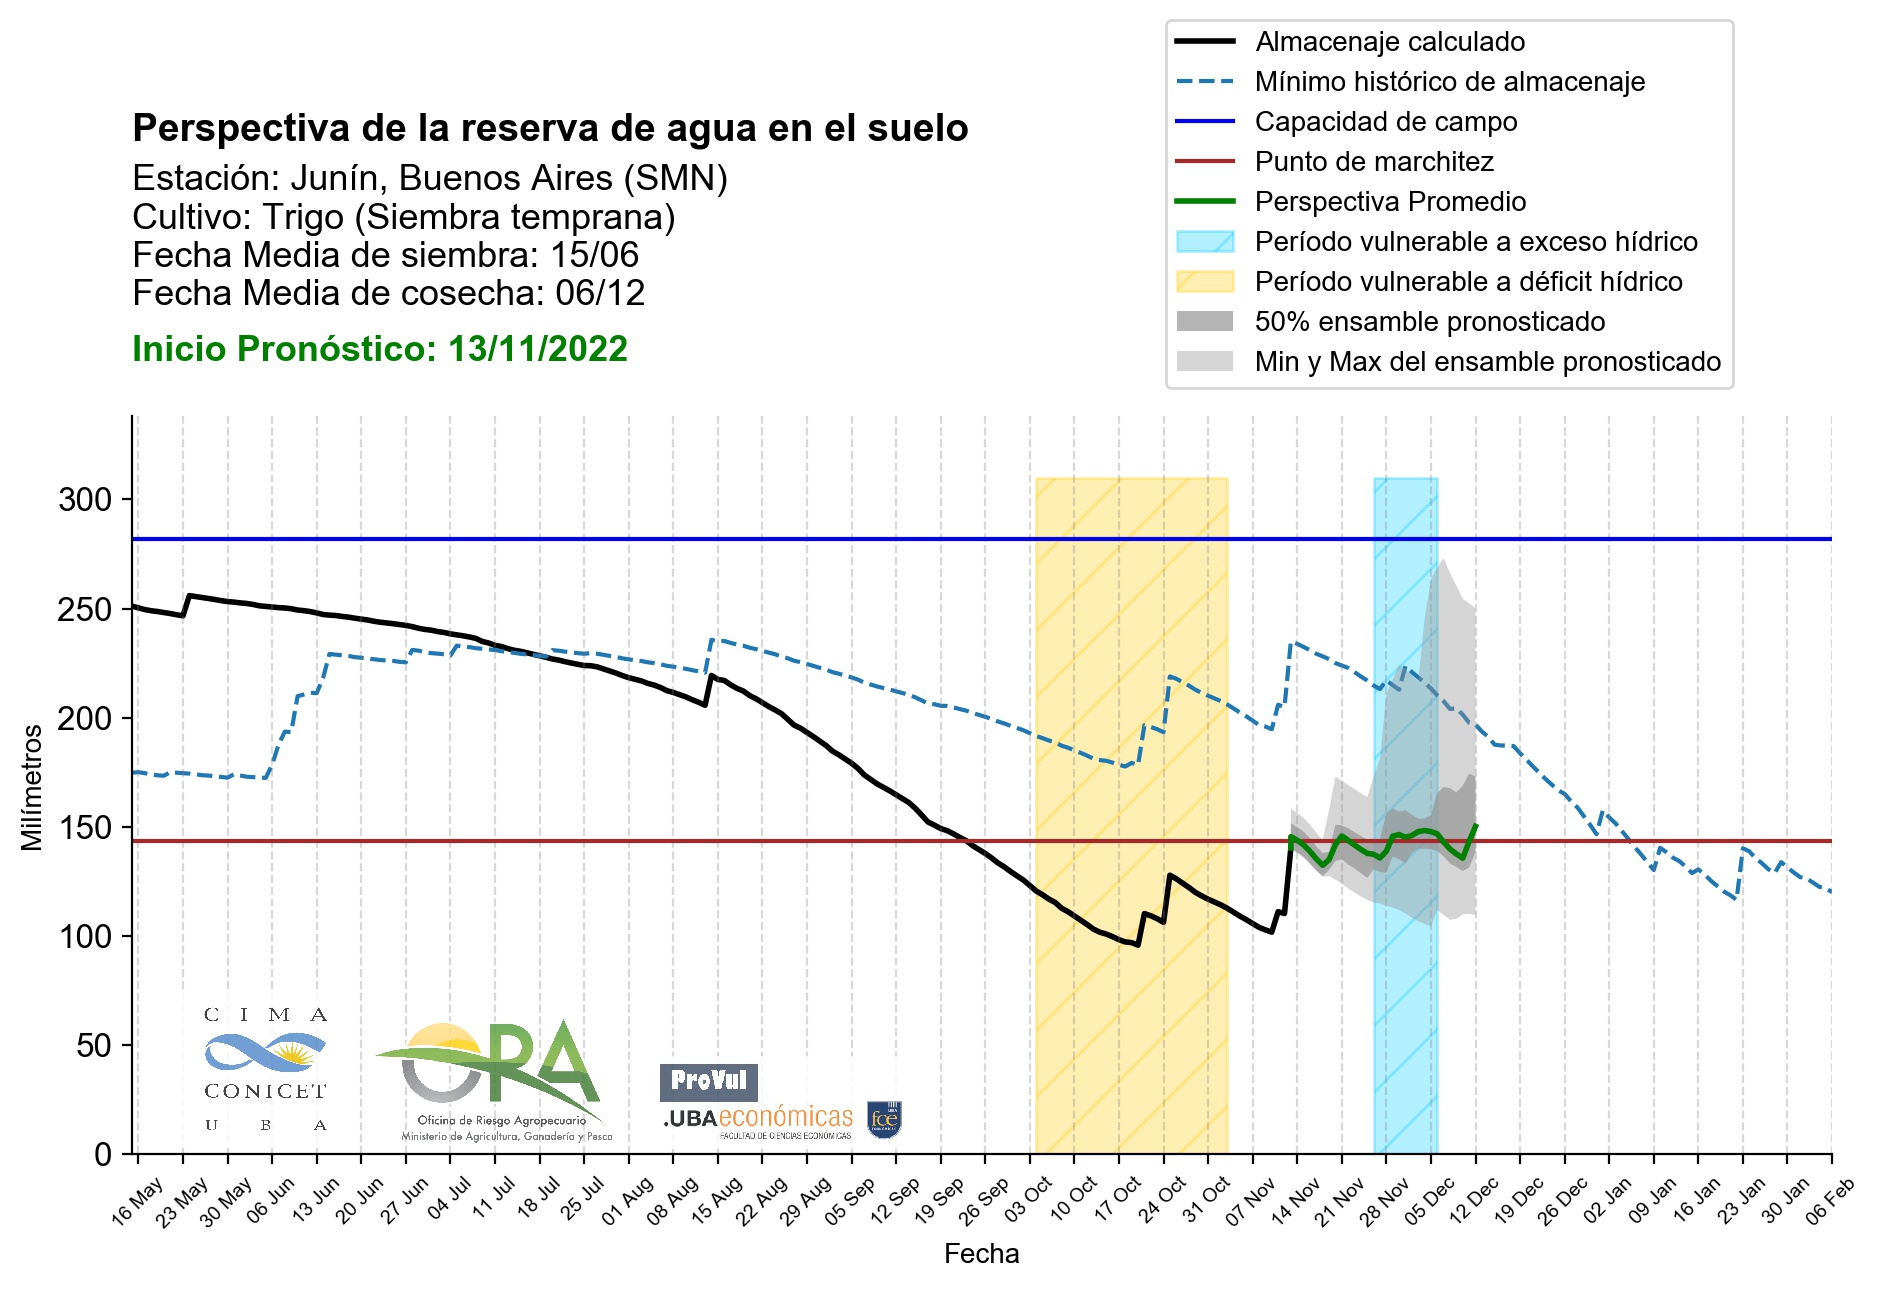 Almacenaje calculado
Mínimo histórico de almacenaje
Capacidad de campo
Punto de marchitez
Perspectiva Promedio
Período vulnerable a exceso hídrico
Período vulnerable a déficit hídrico
50% ensamble pronosticado
Min y Max del ensamble pronosticado
Perspectiva de la reserva de agua en el suelo
Estación: Junín, Buenos Aires (SMN)
Cultivo: Trigo (Siembra temprana)
Fecha Media de siembra: 15/06
Fecha Media de cosecha: 06/12
Inicio Pronóstico: 13/11/2022
Milímetros
300
250
200
150
100
50
0
CIMA
CONICET
UBA
ORA
Oficina de Riesgo Agropecuario
Ministerio de Agricultura, Ganadería y Pesca
ProVul
.UBAeconómicas
FACULTAD DE CIENCIAS ECONÓMICAS
fce
16 May
23 May
30 May
06 Jun
13 Jun
20 Jun
27 Jun
04 Jul
11 Jul
18 Jul
25 Jul
01 Aug
08 Aug
15 Aug
22 Aug
29 Aug
05 Sep
12 Sep
19 Sep
26 Sep
03 Oct
10 Oct
17 Oct
24 Oct
31 Oct
07 Nov
14 Nov
21 Nov
28 Nov
05 Dec
12 Dec
19 Dec
26 Dec
02 Jan
09 Jan
16 Jan
23 Jan
30 Jan
06 Feb
Fecha